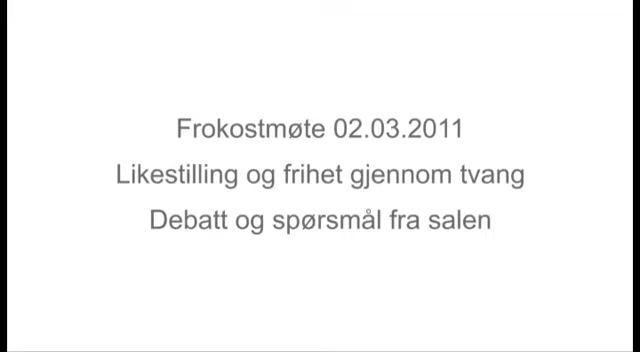 Frokostmøte 02.03.2011
Likestilling og frihet gjennom tvang
Debatt og spørsmål fra salen